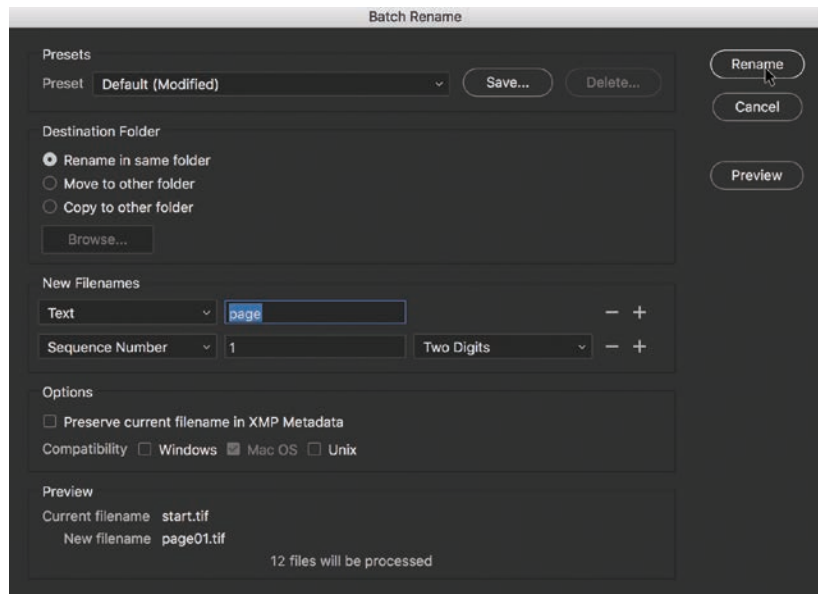 Batch Rename
Presets
Preset Default (Modified) Save... Delete...
Rename
Cancel
Preview
Destination Folder
Rename in same folder
Move to other folder
Copy to other folder
Browse...
New Filenames
Text page
Sequence Number 1 Two Digits
Options
Preserve current filename in XMP Metadata
Compatibility Windows Mac OS Unix
Preview
Current filename start.tif
New filename page01.tif
12 files will be processed